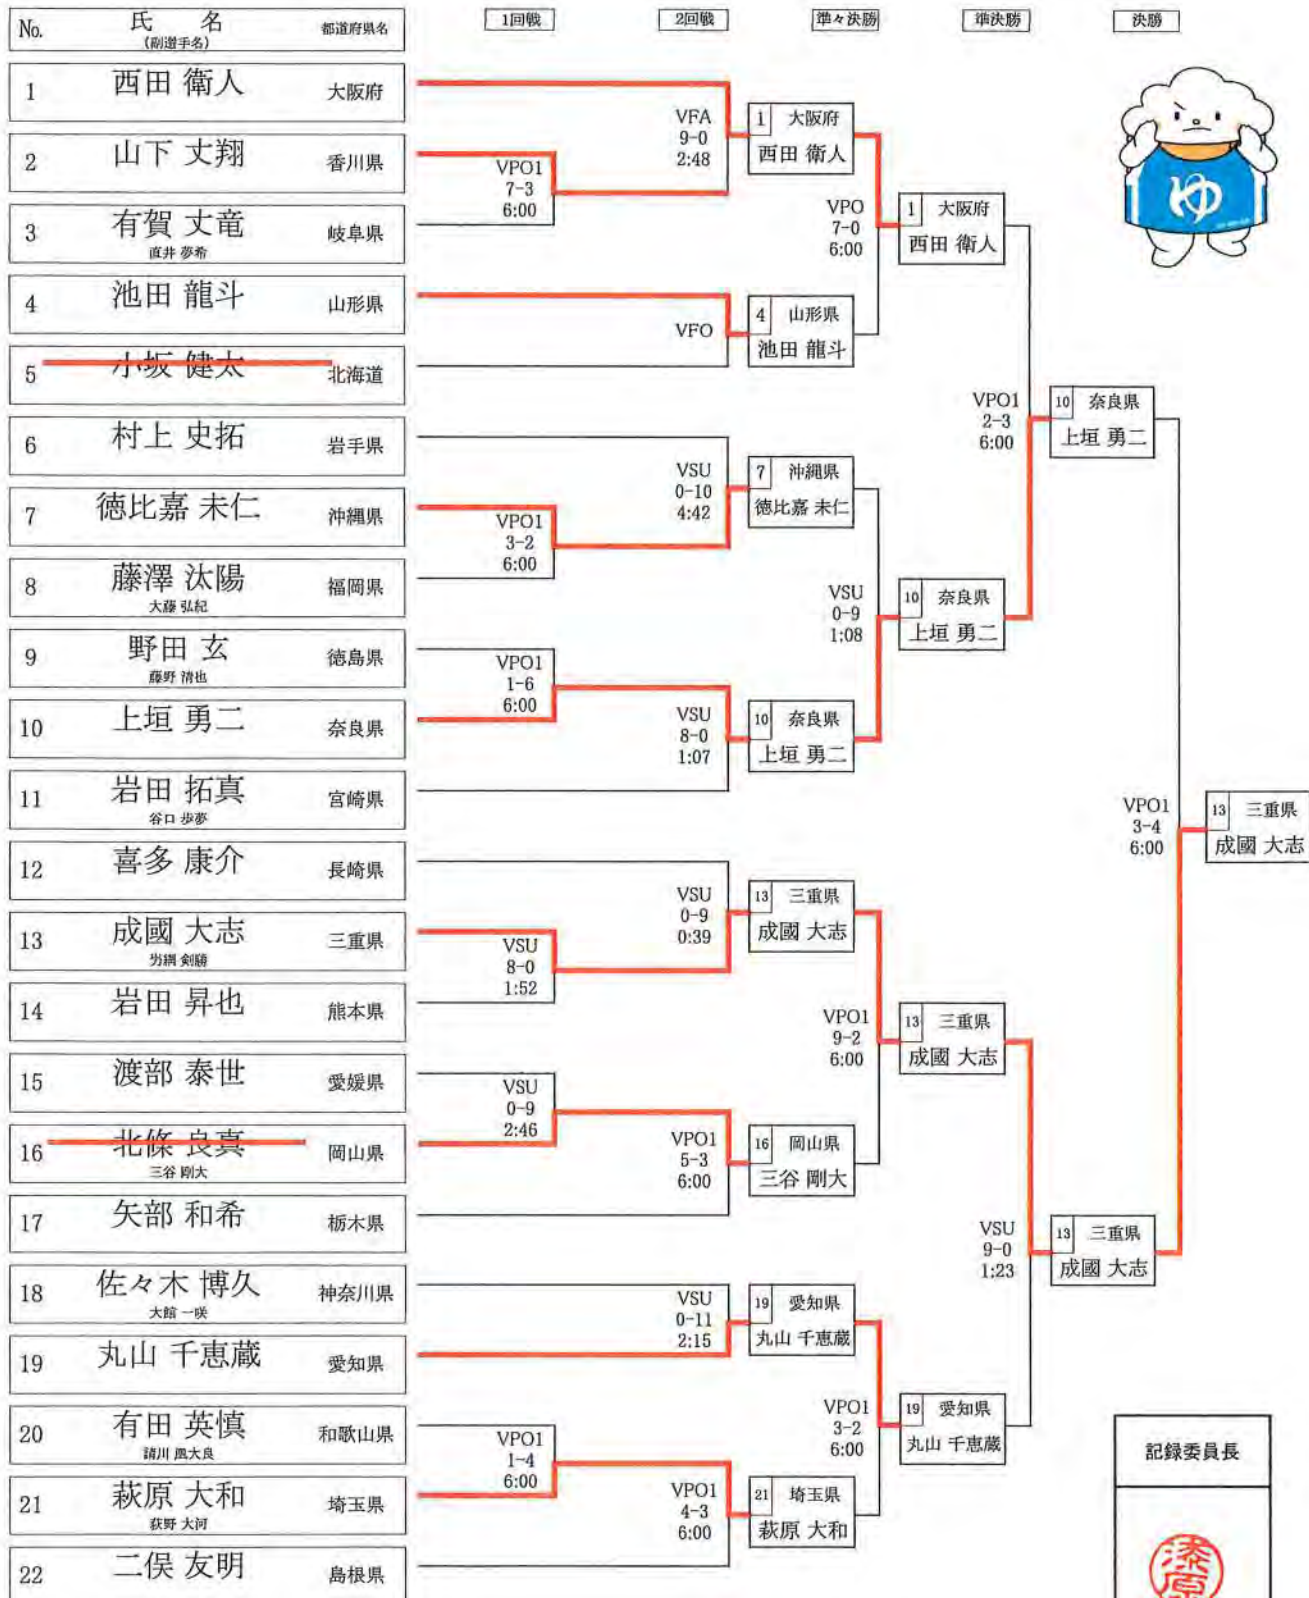 No. 氏 名 都道府県名 1回戦 2回戦 準々決勝 準決勝 決勝
(副選手名)
1 西田 衛人 大阪府
2 山下 丈翔 香川県
3 有賀 丈竜 岐阜県
直井 夢希
4 池田 龍斗 山形県
5 小坂 健太 北海道
6 村上 史拓 岩手県
7 徳比嘉 未仁 沖縄県
8 藤澤 汰陽 福岡県
大藤 弘紀
9 野田 玄 徳島県
藤野 清也
10 上垣 勇二 奈良県
11 岩田 拓真 宮崎県
谷口 歩夢
12 喜多 康介 長崎県
13 成國 大志 三重県
剣勝
14 岩田 昇也 熊本県
15 渡部 泰世 愛媛県
16 北條 良真 岡山県
三谷 剛大
17 矢部 和希 栃木県
18 佐々木 博久 神奈川県
大舘 一咲
19 丸山 千恵蔵 愛知県
20 有田 英慎 和歌山県
請川 風大良
21 萩原 大和 埼玉県
荻野 大河
22 二俣 友明 島根県
VPO1
7-3
6:00
VPO1
3-2
6:00
VPO1
1-6
6:00
VSU
8-0
1:52
VSU
0-9
2:46
VPO1
1-4
6:00
VFA
9-0
2:48
VFO
VSU
0-10
4:42
VSU
8-0
1:07
VSU
0-9
0:39
VPO1
5-3
6:00
VSU
0-11
2:15
VPO1
4-3
6:00
1 大阪府
西田 衛人
4 山形県
池田 龍斗
7 沖縄県
徳比嘉 未仁
10 奈良県
上垣 勇二
13 三重県
成國 大志
16 岡山県
三谷 剛大
19 愛知県
丸山 千恵蔵
21 埼玉県
萩原 大和
VPO
7-0
6:00
VSU
0-9
1:08
VPO1
9-2
6:00
VPO1
3-2
6:00
1 大阪府
西田 衛人
10 奈良県
上垣 勇二
13 三重県
成國 大志
19 愛知県
丸山 千恵蔵
VPO1
2-3
6:00
VSU
9-0
1:23
10 奈良県
上垣 勇二
13 三重県
成國 大志
VPO1
3-4
6:00
13 三重県
成國 大志
ゆ
記録委員長